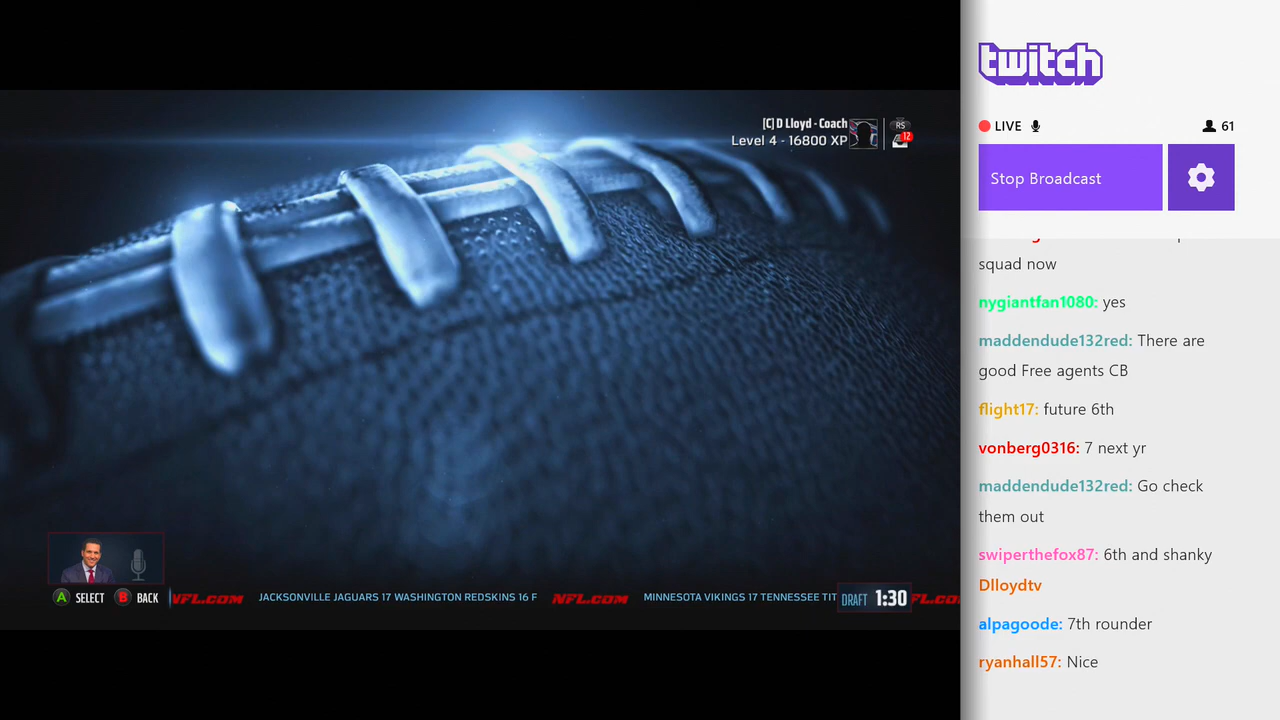 [C] D Lloyd - Coach
Level 4 - 16800 XP
RS
12
A SELECT B BACK
NFL.COM
JACKSONVILLE JAGUARS 17 WASHINGTON REDSKINS 16 F
NFL.COM
MINNESOTA VIKINGS 17 TENNESSEE TIT
DRAFT 1:30
FL.CO
twitch
LIVE
61
Stop Broadcast
squad now
nygiantfan1080: yes
maddendude132red: There are
good Free agents CB
flight17: future 6th
vonberg0316: 7 next yr
maddendude132red: Go check
them out
swiperthefox87: 6th and shanky
Dlloydtv
alpagoode: 7th rounder
ryanhall57: Nice